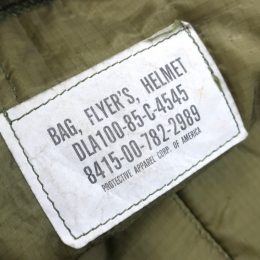 BAG, FLYER'S, HELMET
DLA100-85-C-4545
8415-00-782-2989
PROTECTIVE APPAREL CORP. OF AMERICA